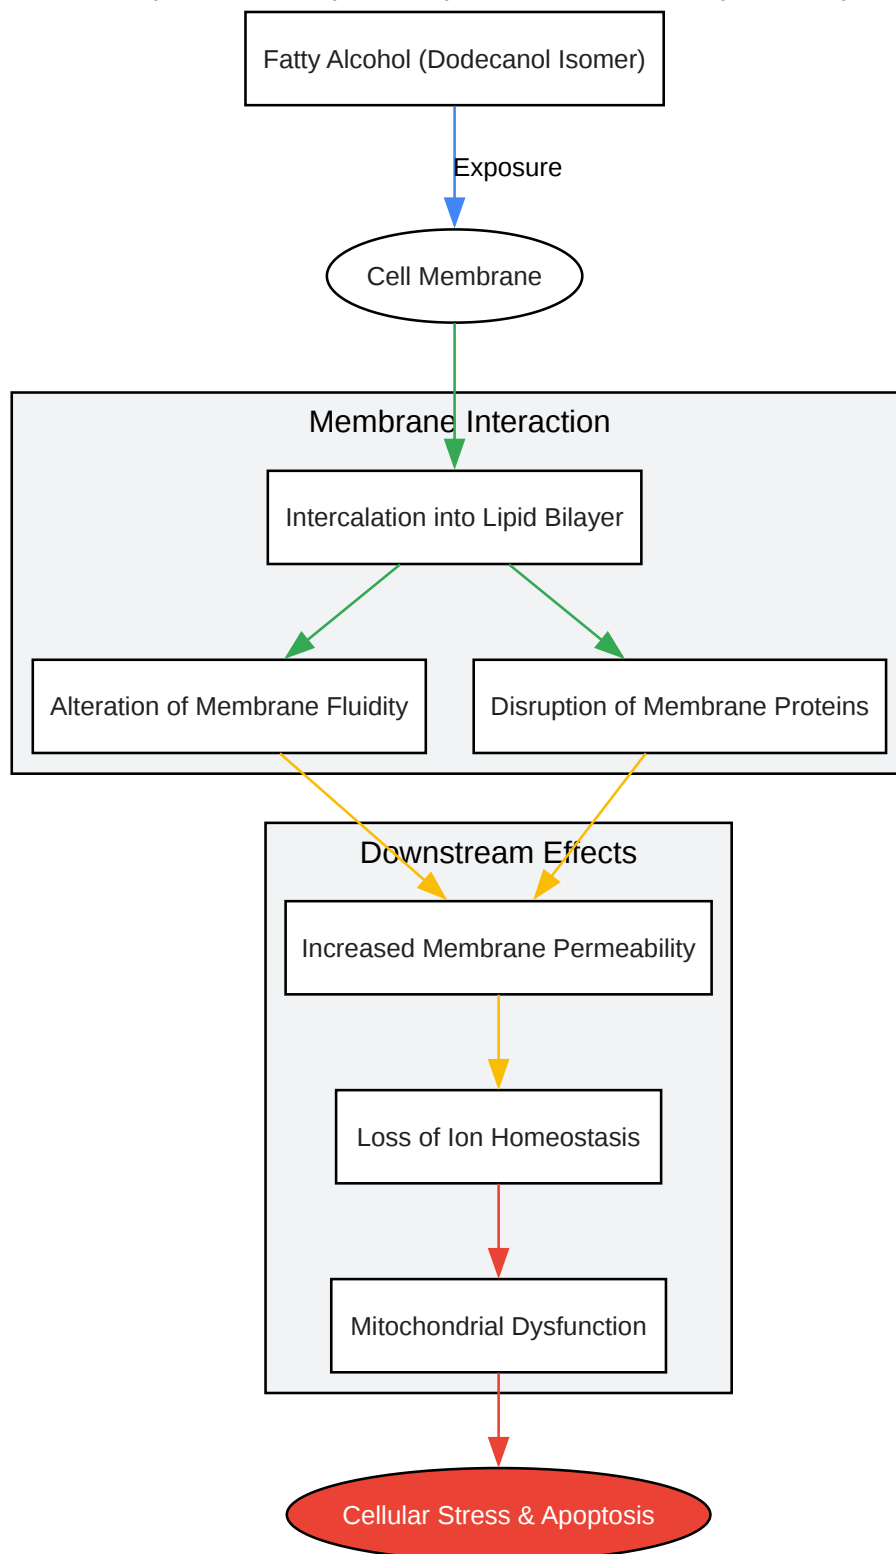 Fatty Alcohol (Dodecanol Isomer)
Exposure
Cell Membrane
Membrane Interaction
Intercalation into Lipid Bilayer
Alteration of Membrane Fluidity
Disruption of Membrane Proteins
Downstream Effects
Increased Membrane Permeability
Loss of Ion Homeostasis
Mitochondrial Dysfunction
Cellular Stress & Apoptosis